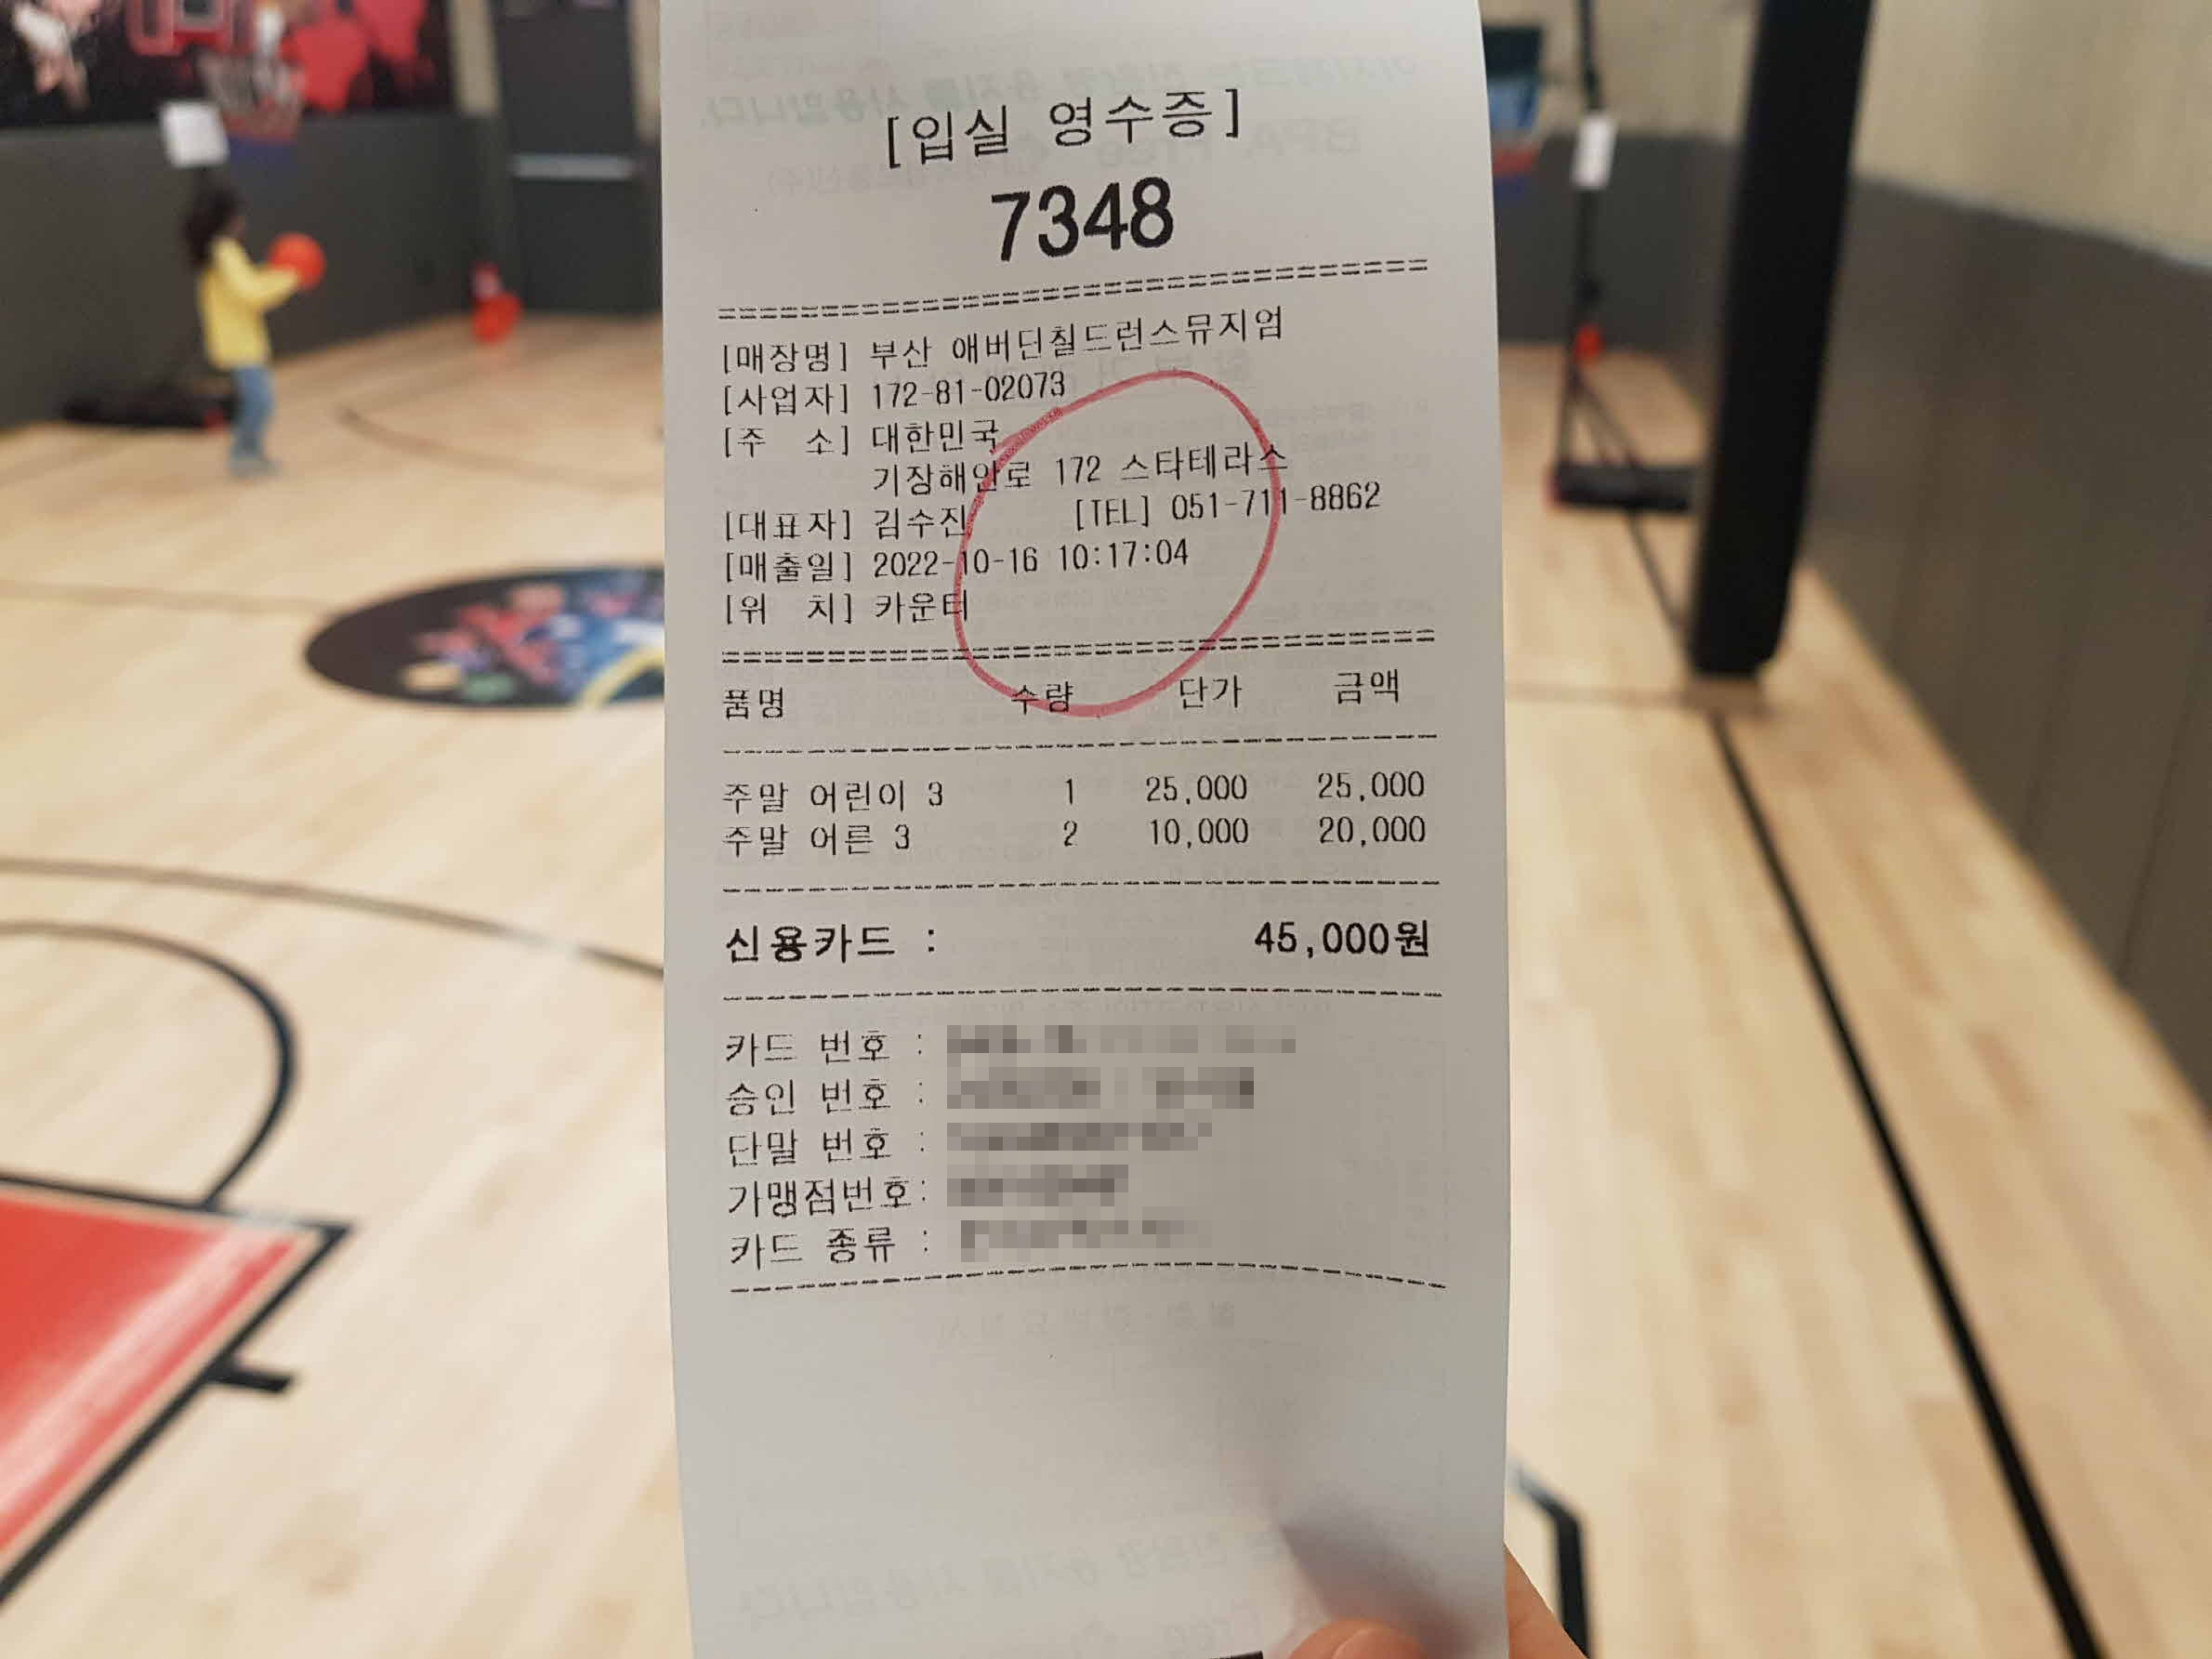 [입실 영수증]
7348
[매장명] 부산 애버딘칠드런스뮤지엄
[사업자] 172-81-02073
[주 소] 대한민국
기장해안로 172 스타테라스
[대표자] 김수진 [TEL] 051-711-8862
[매출일] 2022-10-16 10:17:04
[위 치] 카운터
품명 수량 단가 금액
주말 어린이 3 1 25,000 25,000
주말 어른 3 2 10,000 20,000
신용카드 : 45,000원
카드 번호 :
승인 번호 :
단말 번호 :
가맹점번호:
카드 종류 :